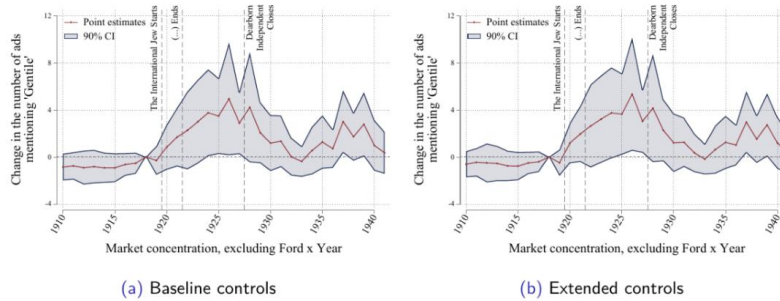 Change in the number of ads
mentioning 'Gentile'
8
4
0
-4
Point estimates
90% CI
The International Jew Starts
(...) Ends
Dearborn
Independent
Closes
1910
1915
1920
1925
1930
1935
1940
Market concentration, excluding Ford x Year
(a) Baseline controls
Change in the number of ads
mentioning 'Gentile'
12
8
4
0
-4
Point estimates
90% CI
The International Jew Starts
(...) Ends
Dearborn
Independent
Closes
1910
1915
1920
1925
1930
1935
1940
Market concentration, excluding Ford x Year
(b) Extended controls